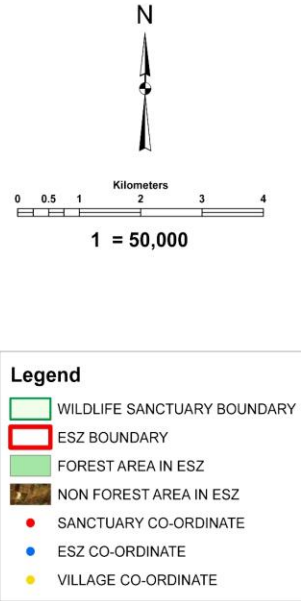 N
Kilometers
0 0.5 1 2 3 4
1 = 50,000
Legend
WILDLIFE SANCTUARY BOUNDARY
ESZ BOUNDARY
FOREST AREA IN ESZ
NON FOREST AREA IN ESZ
SANCTUARY CO-ORDINATE
ESZ CO-ORDINATE
VILLAGE CO-ORDINATE